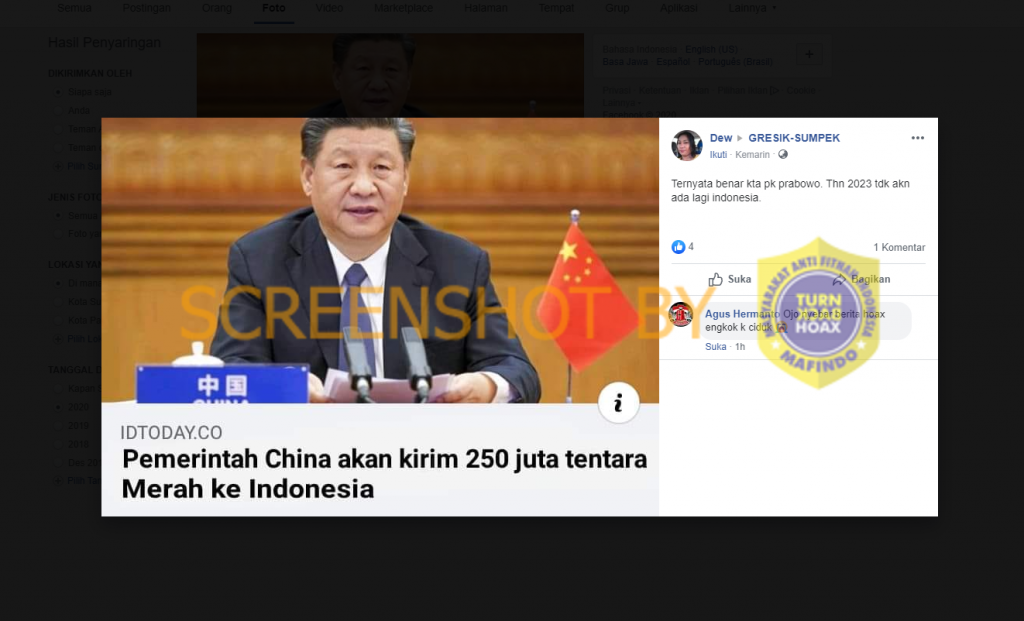 Semua Postingan Orang Foto Video Marketplace Halaman Tempat Grup Aplikasi Lainnya
Hasil Penyaringan
DIKIRIMKAN OLEH
Siapa saja
Anda
JENIS FOTO
TANGGAL
2020
Bahasa Indonesia · English (US)
Basa Jawa · Español · Português (Brasil)
中国
CHINA
SCREENSHOT BY
IDTODAY.CO
Pemerintah China akan kirim 250 juta tentara
Merah ke Indonesia
Dew ▸ GRESIK-SUMPEK
Ikuti · Kemarin ·
Ternyata benar kta pk prabowo. Thn 2023 tdk akn
ada lagi indonesia.
4
1 Komentar
Suka
Bagikan
Agus Hermanto Ojo nyebar berita hoax
engkok k ciduk
Suka · 1h
MASYARAKAT ANTI FITNAH INDONESIA
TURN
HOAX
MAFINDO